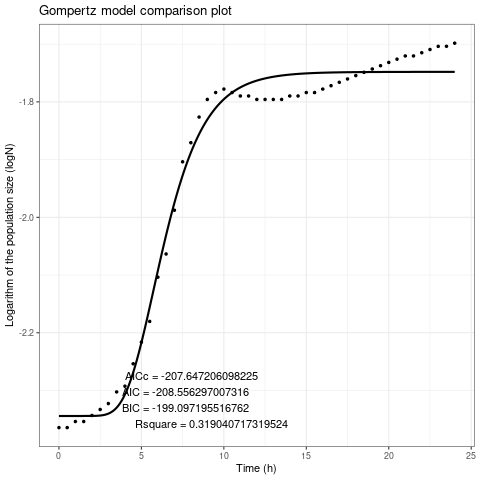 Gompertz model comparison plot
Logarithm of the population size (logN)
-1.8
-2.0
-2.2
AICc = -207.647206098225
AIC = -208.556297007316
BIC = -199.097195516762
Rsquare = 0.319040717319524
0 5 10 15 20 25
Time (h)